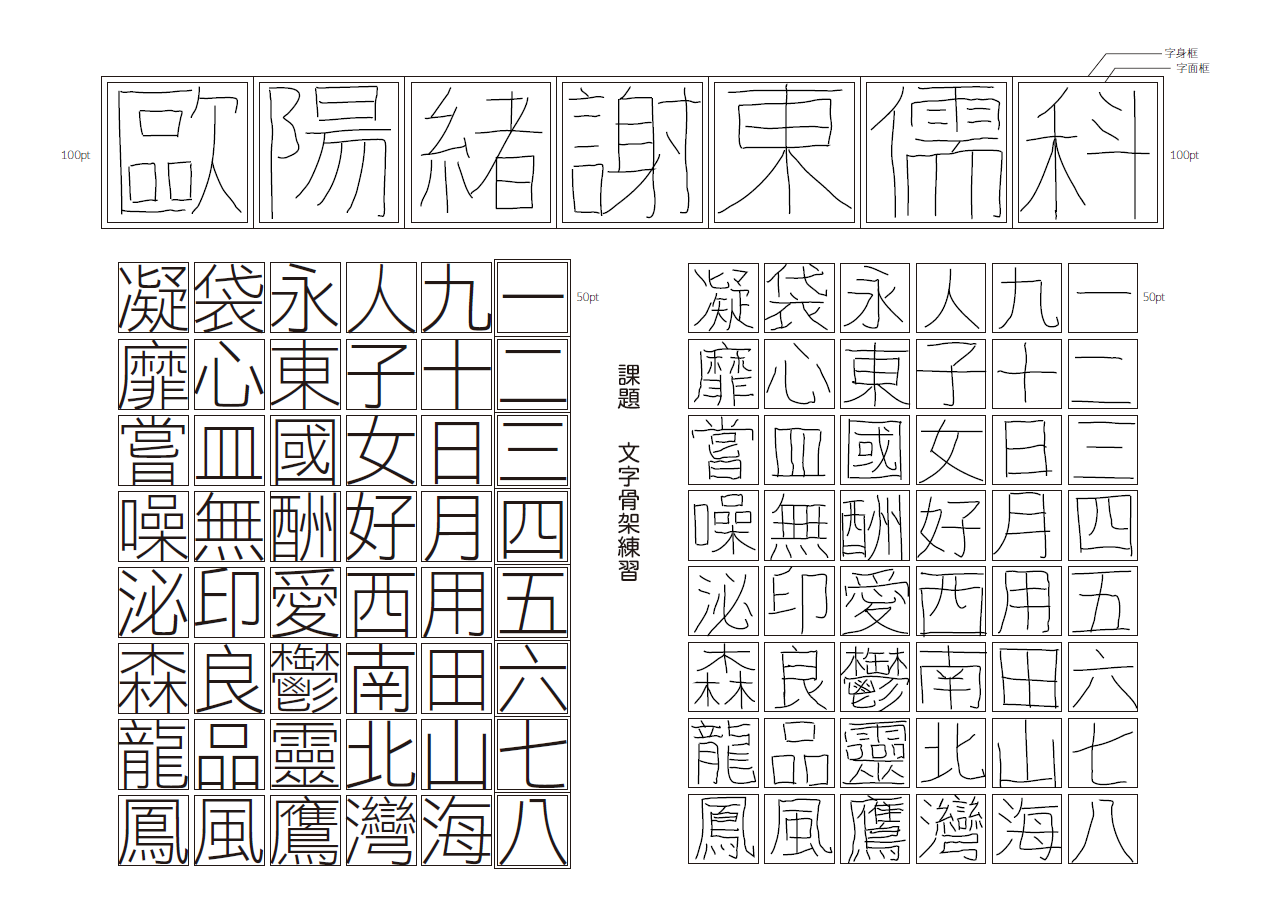 字身框
字面框
100pt
歐陽緒謝東儒科
100pt
一二三四五六七八
九十日月用田山海
人子女好西南北灣
永東國酬愛鬱靈鷹
袋心皿無印良品風
凝靡嘗噪泌森龍鳳
50pt
課題 文字骨架練習
一二三四五六七八
九十日月用田山海
人子女好西南北灣
永東國酬愛鬱靈鷹
袋心皿無印良品風
凝靡嘗噪泌森龍鳳
50pt